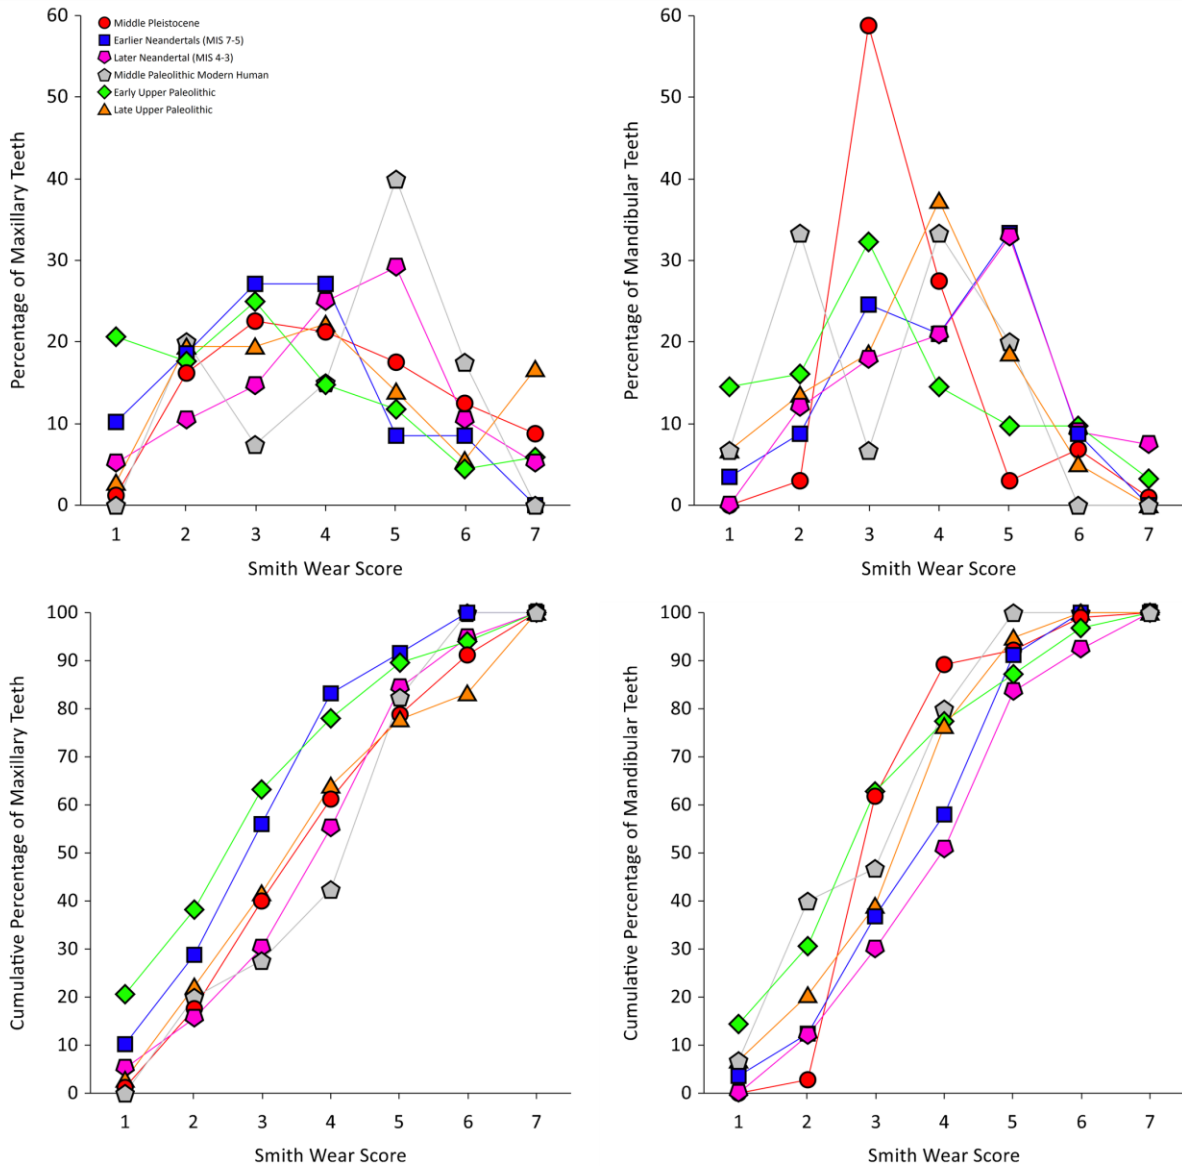 Percentage of Maxillary Teeth
60
50
40
30
20
10
0
Middle Pleistocene
Earlier Neandertals (MIS 7-5)
Later Neandertal (MIS 4-3)
Middle Paleolithic Modern Human
Early Upper Paleolithic
Late Upper Paleolithic
1 2 3 4 5 6 7
Smith Wear Score
Percentage of Mandibular Teeth
60
50
40
30
20
10
0
1 2 3 4 5 6 7
Smith Wear Score
Cumulative Percentage of Maxillary Teeth
100
90
80
70
60
50
40
30
20
10
0
1 2 3 4 5 6 7
Smith Wear Score
Cumulative Percentage of Mandibular Teeth
100
90
80
70
60
50
40
30
20
10
0
1 2 3 4 5 6 7
Smith Wear Score